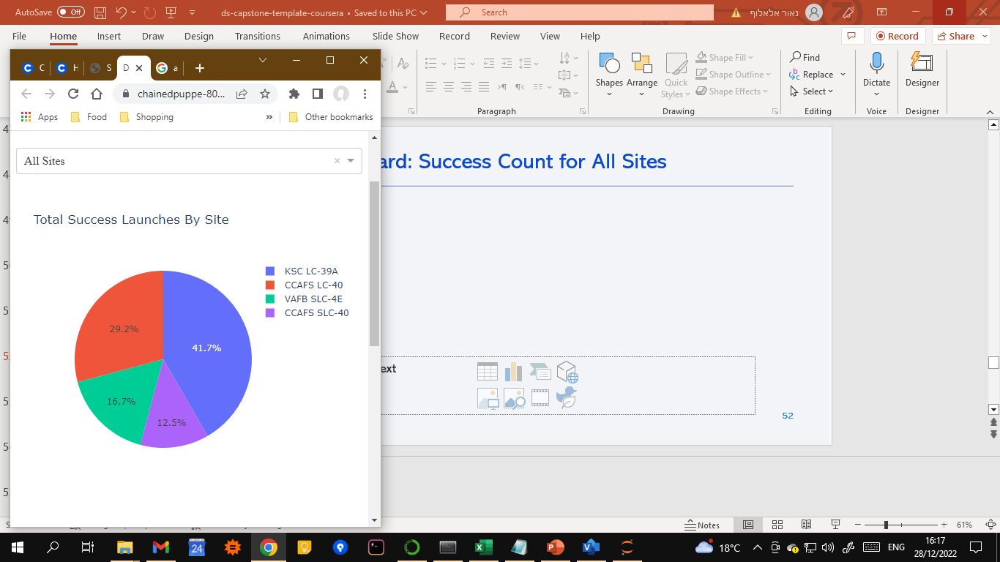 AutoSave Off ds-capstone-template-coursera • Saved to this PC Search נאור אלאלוף
File Home Insert Draw Design Transitions Animations Slide Show Record Review View Help Record Share
C H S D a
chainedpuppe-80...
Apps Food Shopping » Other bookmarks
Shapes Arrange Quick Styles Shape Fill
Shape Outline
Shape Effects
Find
Replace
Select
Dictate Designer
Paragraph Drawing Editing Voice Designer
All Sites
ard: Success Count for All Sites
Total Success Launches By Site
KSC LC-39A
CCAFS LC-40
VAFB SLC-4E
CCAFS SLC-40
29.2%
41.7%
16.7%
12.5%
ext
52
Notes 61%
24 18°C ENG 16:17
28/12/2022